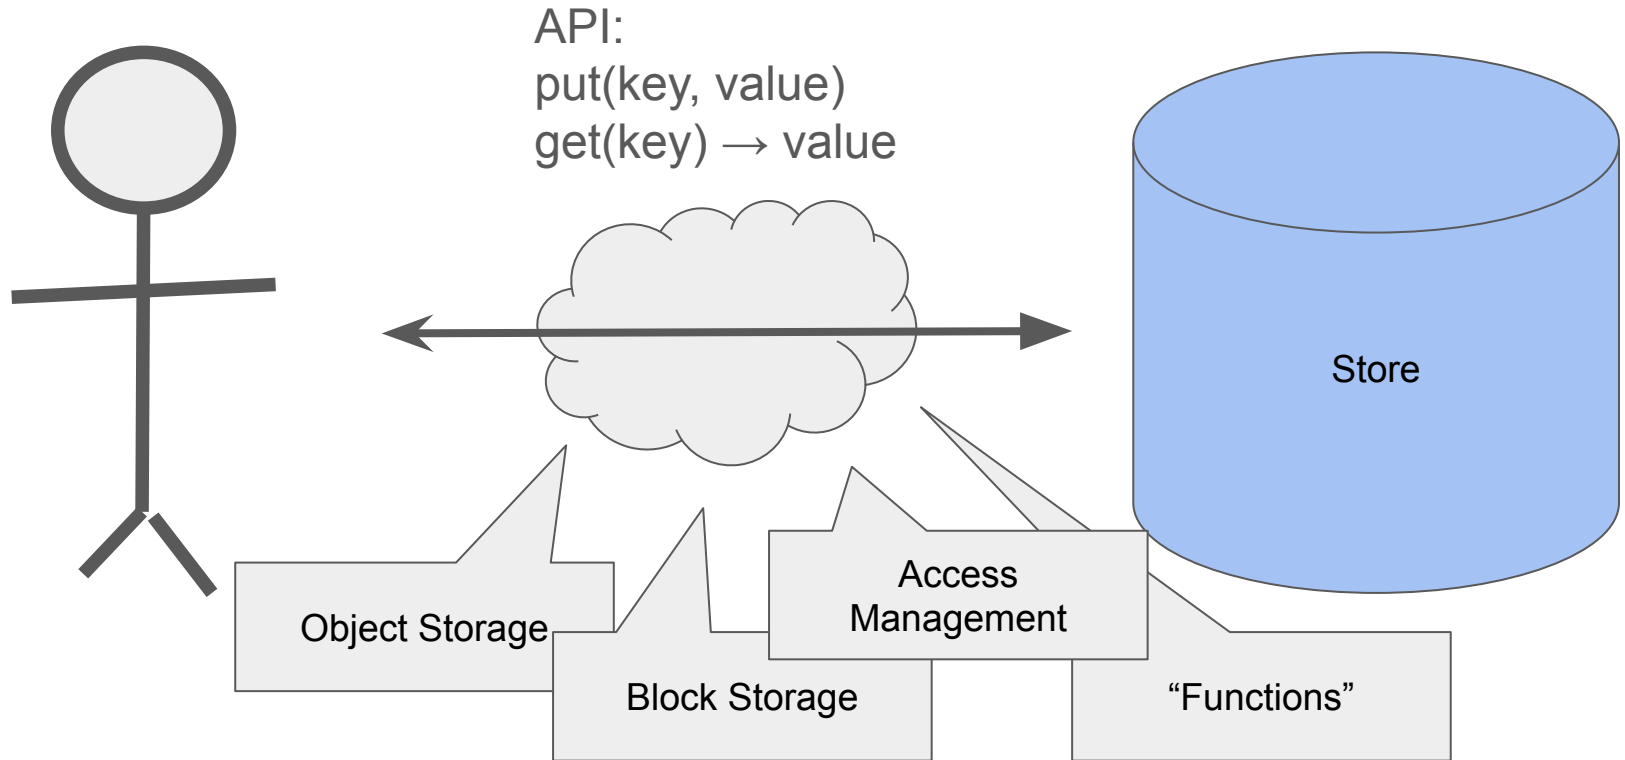 API:
put(key, value)
get(key) → value
Store
Object Storage
Block Storage
Access
Management
“Functions”